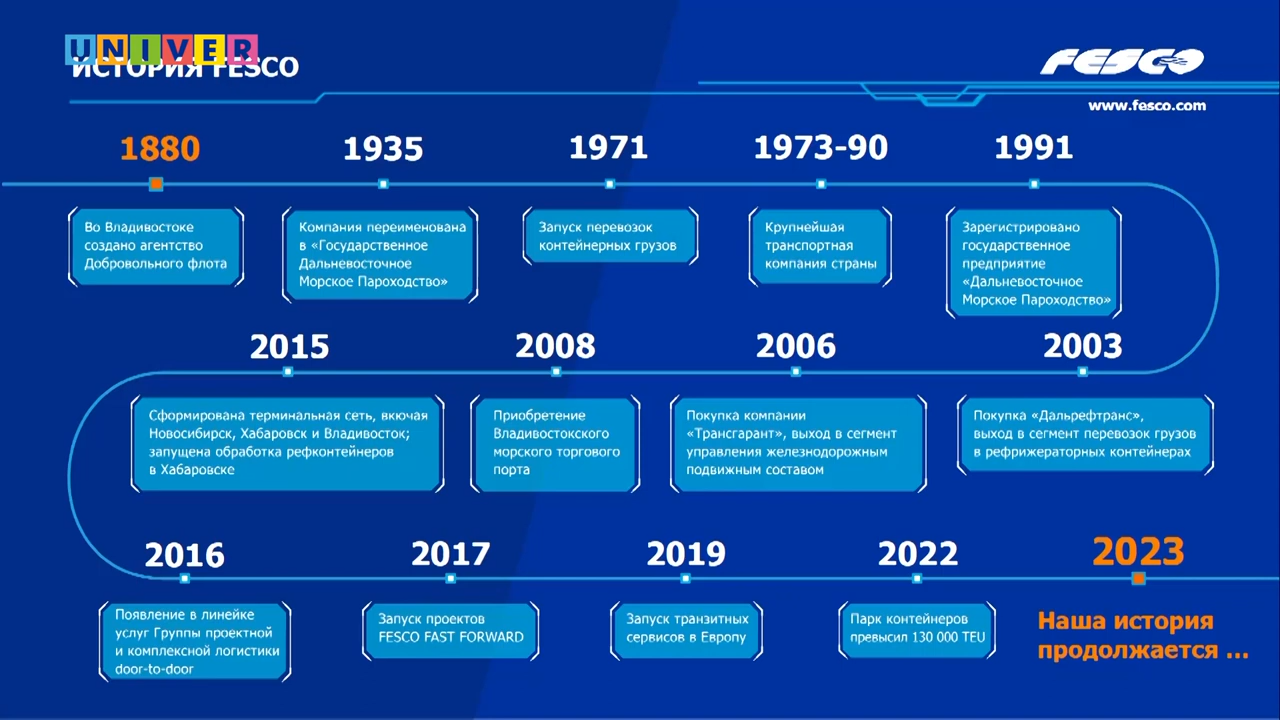 UNIVER
ИСТОРИЯ FESCO
FESCO
www.fesco.com
1880
Во Владивостоке
создано агентство
Добровольного флота
1935
Компания переименована
в «Государственное
Дальневосточное
Морское Пароходство»
1971
Запуск перевозок
контейнерных грузов
1973-90
Крупнейшая
транспортная
компания страны
1991
Зарегистрировано
государственное
предприятие
«Дальневосточное
Морское Пароходство»
2003
Покупка «Дальрефтранс»,
выход в сегмент перевозок грузов
в рефрижераторных контейнерах
2006
Покупка компании
«Трансгарант», выход в сегмент
управления железнодорожным
подвижным составом
2008
Приобретение
Владивостокского
морского торгового
порта
2015
Сформирована терминальная сеть, вкючая
Новосибирск, Хабаровск и Владивосток;
запущена обработка рефконтейнеров
в Хабаровске
2016
Появление в линейке
услуг Группы проектной
и комплексной логистики
door-to-door
2017
Запуск проектов
FESCO FAST FORWARD
2019
Запуск транзитных
сервисов в Европу
2022
Парк контейнеров
превысил 130 000 TEU
2023
Наша история
продолжается ...